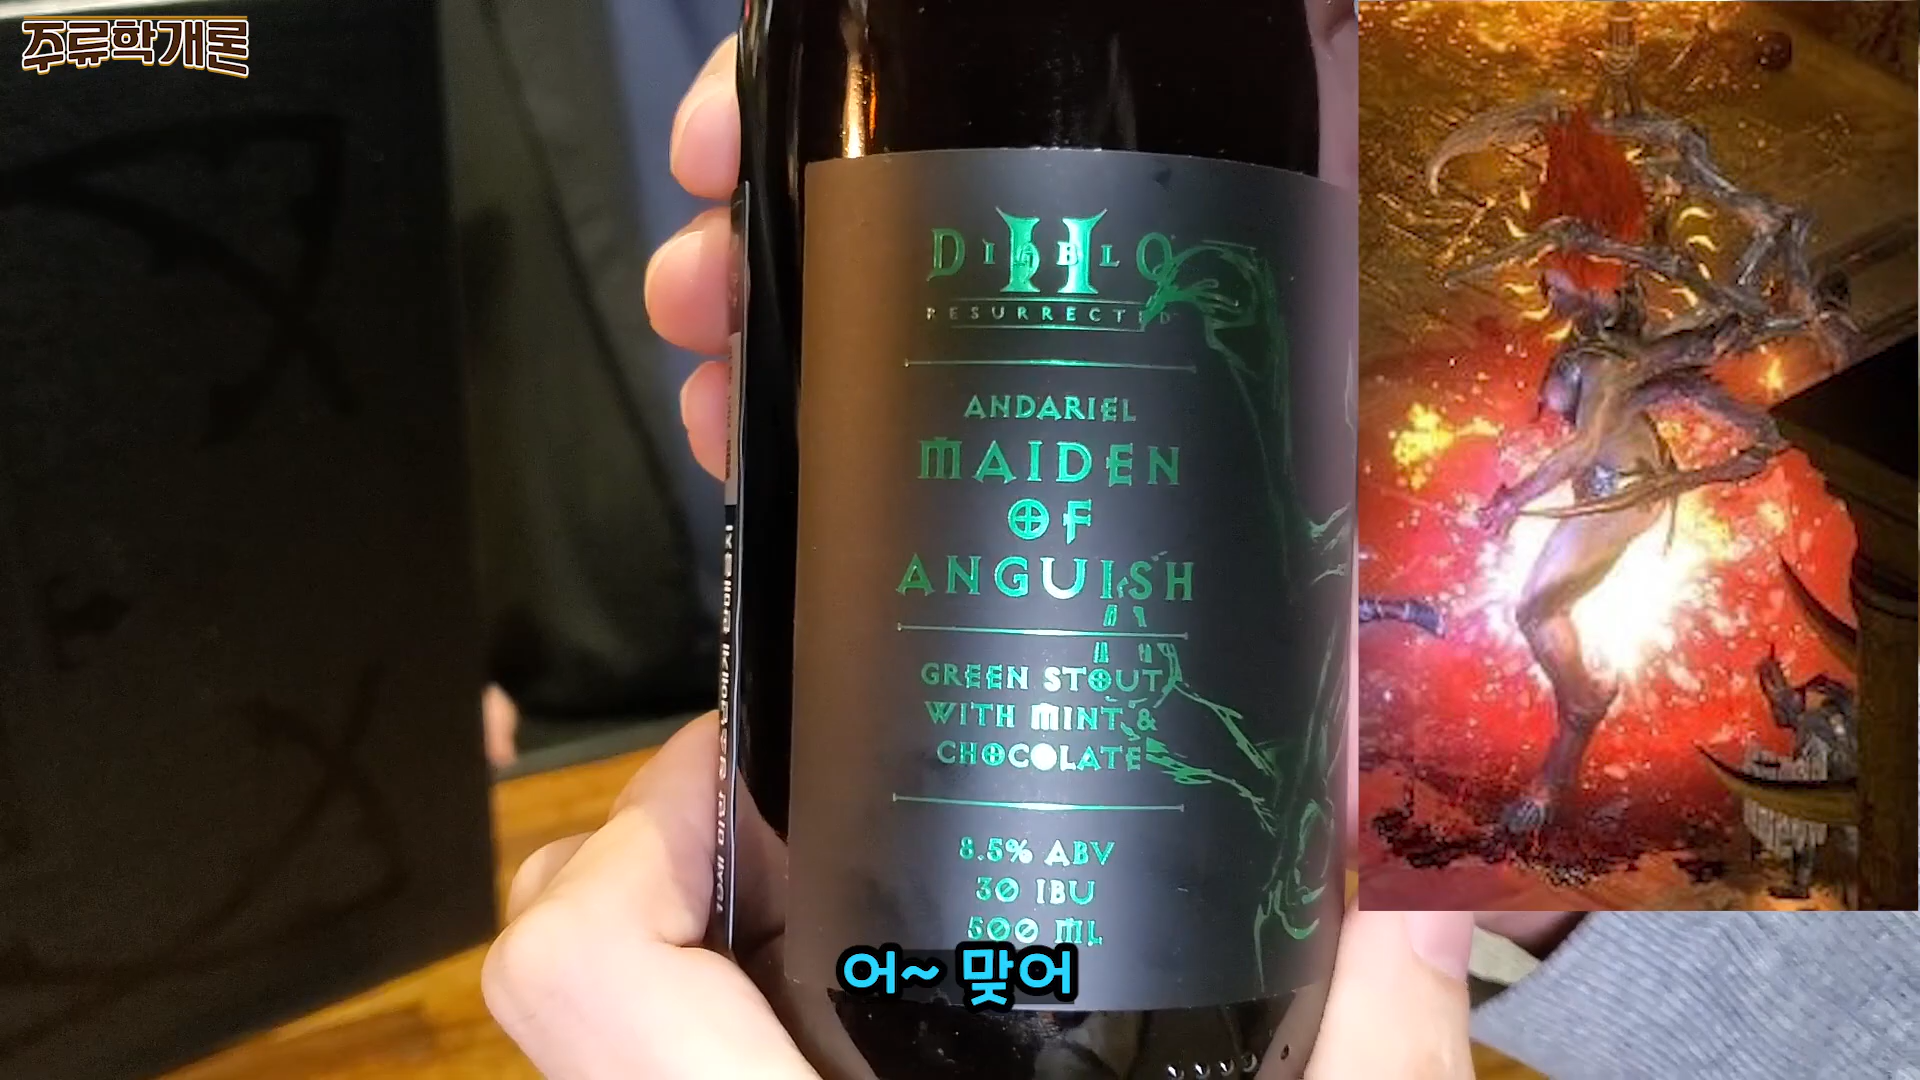 주류학개론
DIABLO II
RESURRECTED
ANDARIEL
MAIDEN
OF
ANGUISH
GREEN STOUT
WITH MINT &
CHOCOLATE
8.5% ABV
30 IBU
500 ML
어~ 맞어